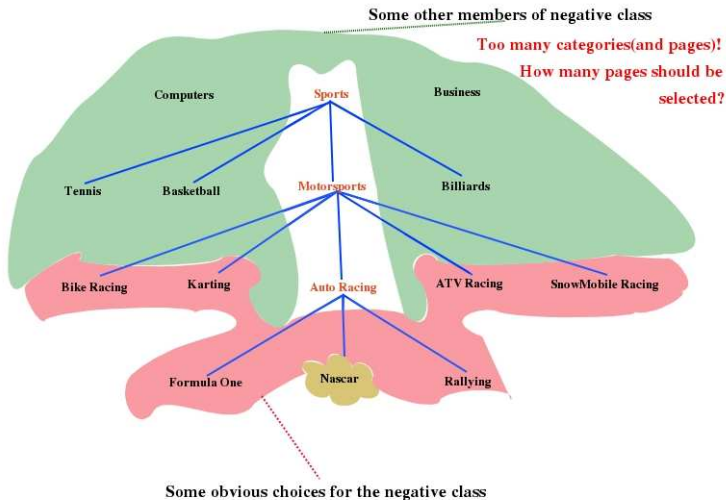 Some other members of negative class
Too many categories(and pages)!
How many pages should be
selected?
Computers
Sports
Business
Tennis
Basketball
Motorsports
Billiards
Bike Racing
Karting
Auto Racing
ATV Racing
SnowMobile Racing
Formula One
Nascar
Rallying
Some obvious choices for the negative class